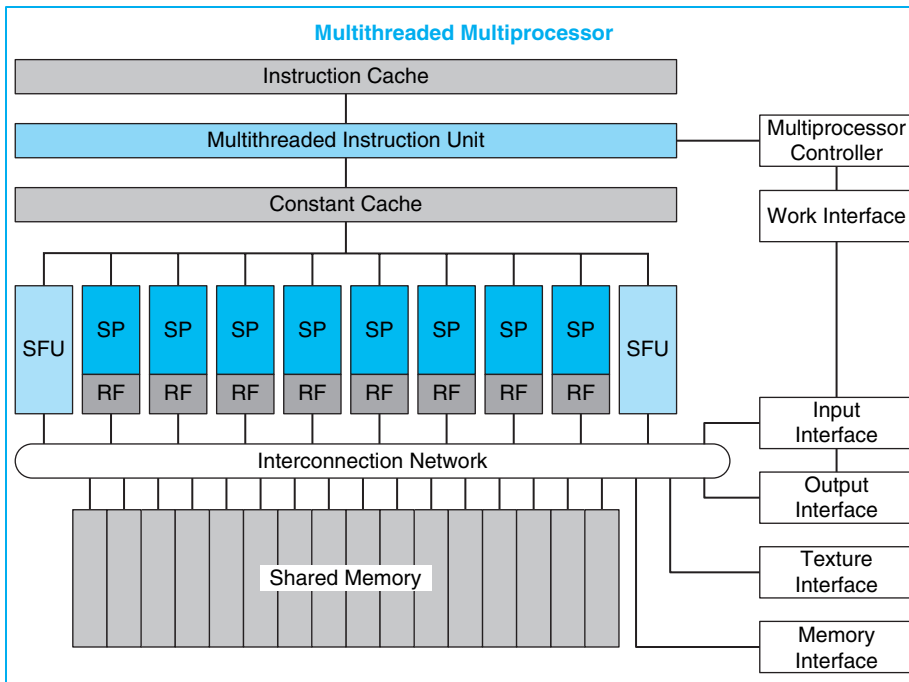 Multithreaded Multiprocessor
Instruction Cache
Multithreaded Instruction Unit
Multiprocessor
Controller
Constant Cache
Work Interface
SFU
SP
SP
SP
SP
SP
SP
SP
SP
SFU
RF
RF
RF
RF
RF
RF
RF
RF
Input
Interface
Interconnection Network
Output
Interface
Shared Memory
Texture
Interface
Memory
Interface